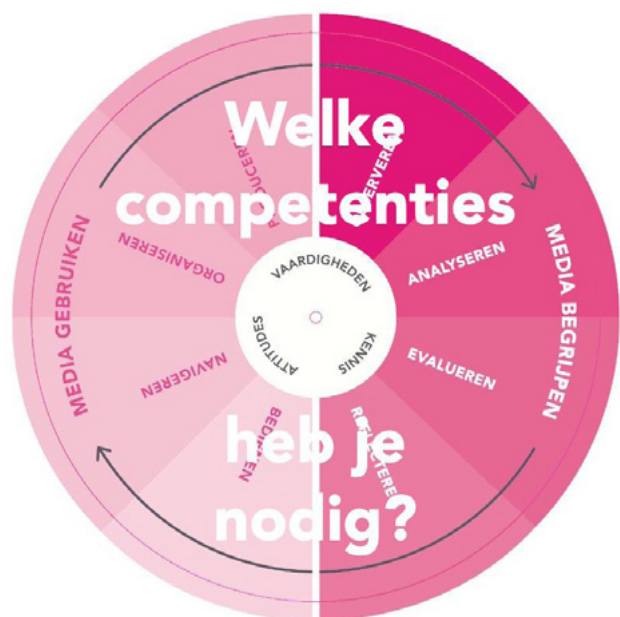 Welke
competenties
heb je
nodig?
MEDIA GEBRUIKEN
MEDIA BEGRIJPEN
ORGANISEREN
NAVIGEREN
ANALYSEREN
EVALUEREN
VAARDIGHEDEN
KENNIS
ATTITUDES